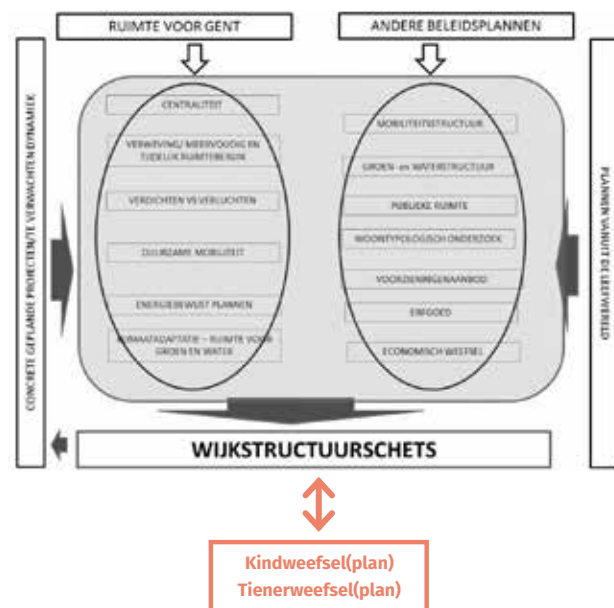 RUIMTE VOOR GENT
ANDERE BELEIDSPLANNEN
CONCRETE GEPLANDE PROJECTEN/TE VERWACHTEN DYNAMIEK
CENTRALITEIT
VERWEVING/ MEERVOUDIG EN
TIJDELIJK RUIMTEBEGRIJN
VERDICHTEN VS VERLUCHTEN
DUURZAME MOBILITEIT
ENERGIEBEWUST PLANNEN
KLIMAATADAPTATIE – RUIMTE VOOR
GROEN EN WATER
MOBILITEITSTRUCTUUR
GROEN- en WATERSTRUCTUUR
PUBLIEKE RUIMTE
WOONTYPOLOGISCH ONDERZOEK
VOORZIENINGENAANBOD
ERFGOED
ECONOMISCH WEEFSEL
PLANNEN VANUIT DE LEEFWERELD
WIJKSTRUCTUURSCHETS
Kindweefsel(plan)
Tienerweefsel(plan)